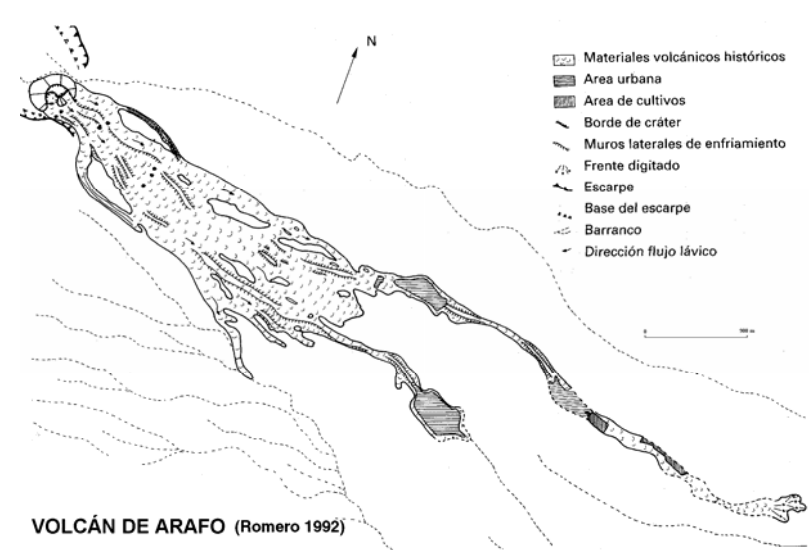 N
Materiales volcánicos históricos
Area urbana
Area de cultivos
Borde de cráter
Muros laterales de enfriamiento
Frente digitado
Escarpe
Base del escarpe
Barranco
Dirección flujo lávico
0 500 m
VOLCÁN DE ARAFO (Romero 1992)